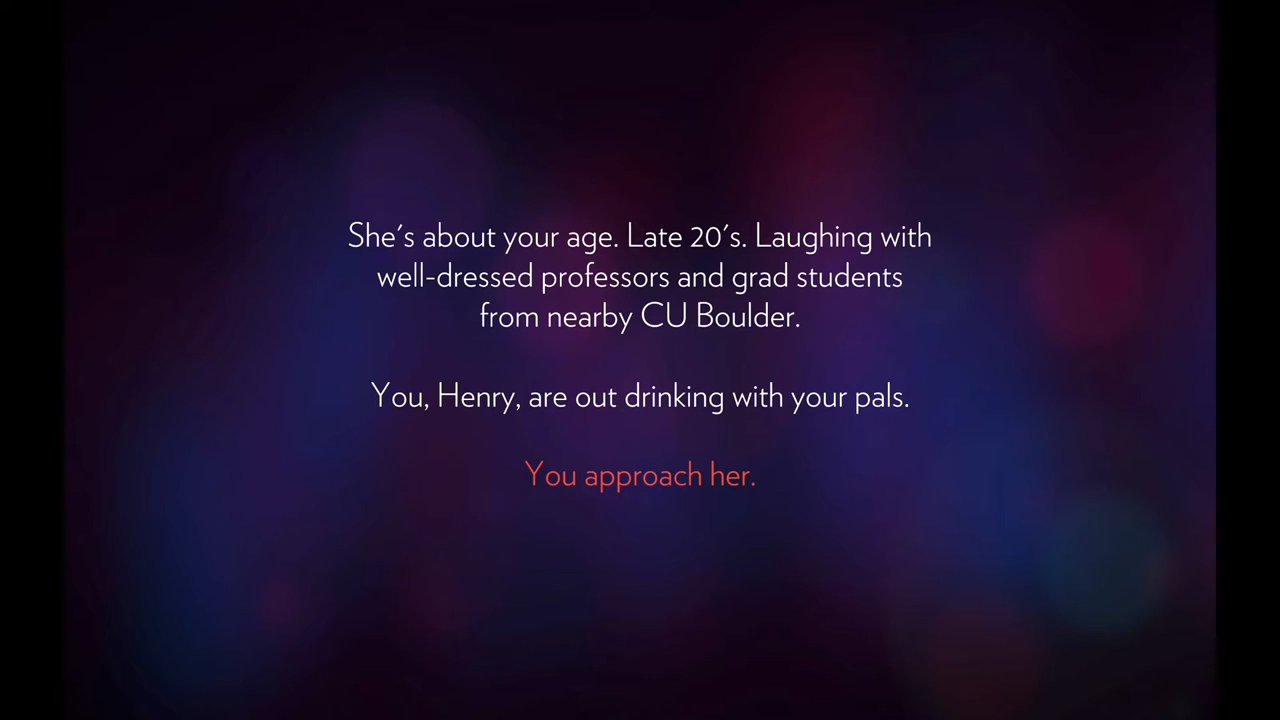 She's about your age. Late 20's. Laughing with
well-dressed professors and grad students
from nearby CU Boulder.
You, Henry, are out drinking with your pals.
You approach her.